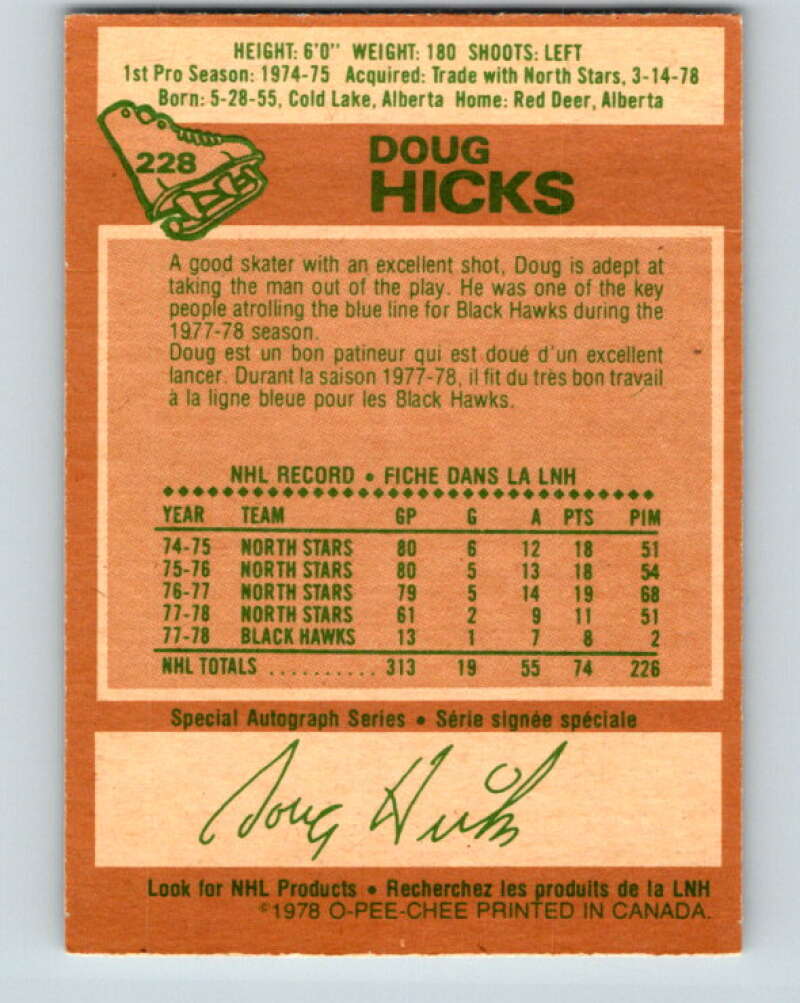 HEIGHT: 6'0" WEIGHT: 180 SHOOTS: LEFT
1st Pro Season: 1974-75 Acquired: Trade with North Stars, 3-14-78
Born: 5-28-55, Cold Lake, Alberta Home: Red Deer, Alberta
228
DOUG
HICKS
A good skater with an excellent shot, Doug is adept at
taking the man out of the play. He was one of the key
people atrolling the blue line for Black Hawks during the
1977-78 season.
Doug est un bon patineur qui est doué d'un excellent
lancer. Durant la saison 1977-78, il fit du très bon travail
à la ligne bleue pour les Black Hawks.
NHL RECORD • FICHE DANS LA LNH
YEAR TEAM GP G A PTS PIM
74-75 NORTH STARS 80 6 12 18 51
75-76 NORTH STARS 80 5 13 18 54
76-77 NORTH STARS 79 5 14 19 68
77-78 NORTH STARS 61 2 9 11 51
77-78 BLACK HAWKS 13 1 7 8 2
NHL TOTALS .......... 313 19 55 74 226
Special Autograph Series • Série signée spéciale
Doug Hicks
Look for NHL Products • Recherchez les produits de la LNH
©1978 O-PEE-CHEE PRINTED IN CANADA.